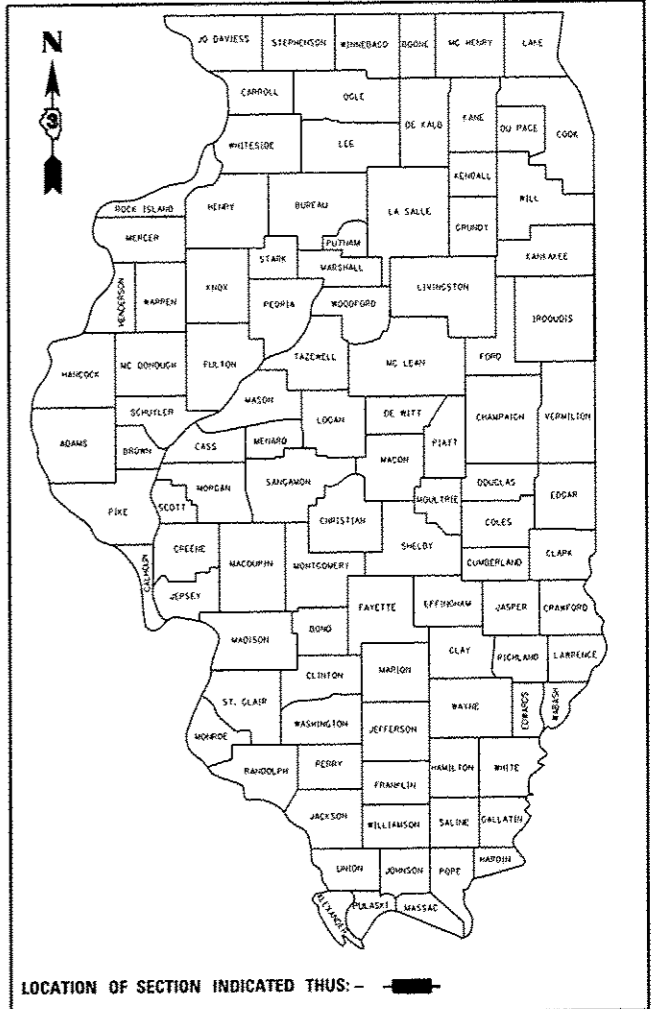 JO DAVIESS STEPHENSON WINNEBAGO BOONE MC HENRY LAKE
N
CARROLL OGLE DE KALB KANE DU PAGE COOK
3
WHITESIDE LEE
KENDALL
ROCK ISLAND HENRY BUREAU LA SALLE WILL
MERCER PUTNAM GRUNDY
STARK MARSHALL KANKAKEE
HENDERSON WARREN KNOX PEORIA WOODFORD LIVINGSTON IROQUOIS
HANCOCK MC DONOUGH FULTON TAZEWELL MC LEAN FORD
MASON
SCHUYLER LOGAN DE WITT CHAMPAIGN VERMILION
ADAMS BROWN CASS MENARD PIATT
MACON
MORGAN SANGAMON DOUGLAS EDGAR
PIKE SCOTT CHRISTIAN MOULTRIE COLES
GREENE SHELBY
CALHOUN MACOUPIN MONTGOMERY CUMBERLAND CLARK
JERSEY FAYETTE EFFINGHAM JASPER CRAWFORD
MADISON BOND CLAY RICHLAND LAWRENCE
CLINTON MARION
ST. CLAIR WAYNE EDWARDS WABASH
MONROE WASHINGTON JEFFERSON
RANDOLPH PERRY HAMILTON WHITE
FRANKLIN
JACKSON WILLIAMSON SALINE GALLATIN
UNION JOHNSON POPE HARDIN
ALEXANDER PULASKI MASSAC
LOCATION OF SECTION INDICATED THUS: -